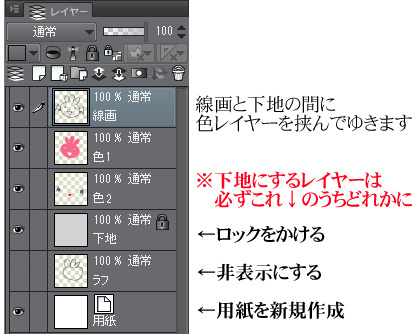 レイヤー
通常 100
100 % 通常
線画
100 % 通常
色1
100 % 通常
色2
100 % 通常
下地
100 % 通常
ラフ
用紙
線画と下地の間に
色レイヤーを挟んでゆきます
※下地にするレイヤーは
必ずこれ↓のうちどれかに
←ロックをかける
←非表示にする
←用紙を新規作成